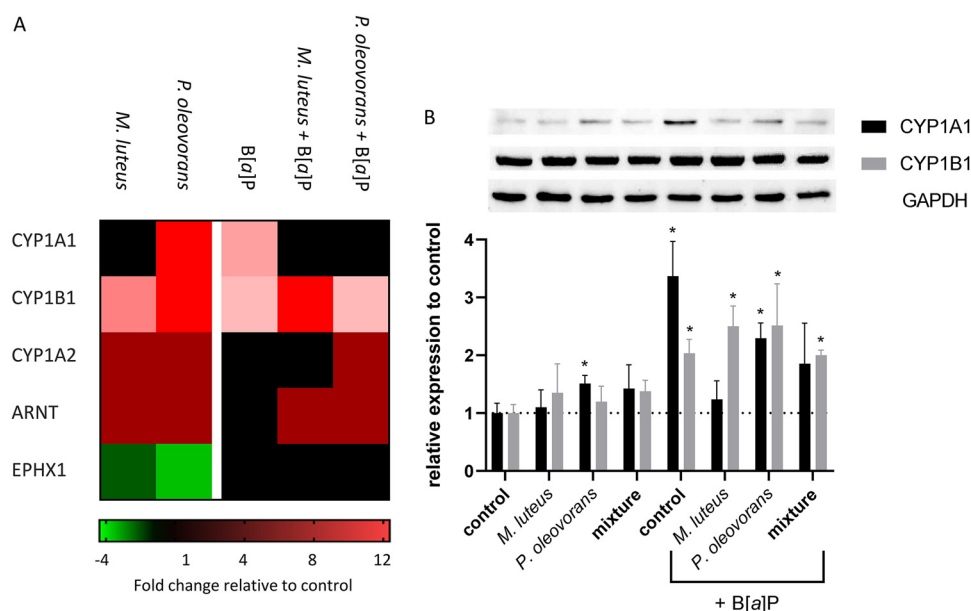 A
M. luteus
P. oleovorans
B[a]P
M. luteus + B[a]P
P. oleovorans + B[a]P
CYP1A1
CYP1B1
CYP1A2
ARNT
EPHX1
-4 1 4 8 12
Fold change relative to control
B
CYP1A1
CYP1B1
GAPDH
relative expression to control
4
3
2
1
0
* * * * * * *
control
M. luteus
P. oleovorans
mixture
control
M. luteus
P. oleovorans
mixture
+ B[a]P